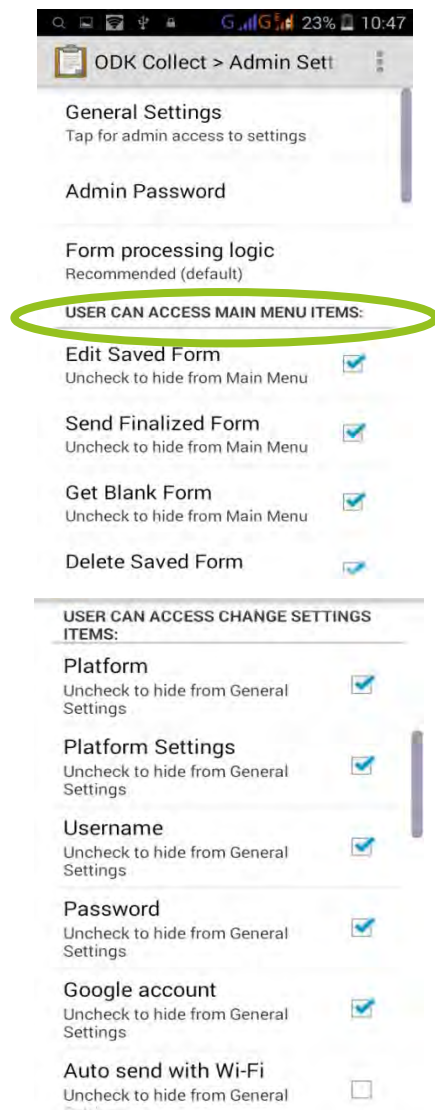 G G 23% 10:47
ODK Collect > Admin Sett
General Settings
Tap for admin access to settings
Admin Password
Form processing logic
Recommended (default)
USER CAN ACCESS MAIN MENU ITEMS:
Edit Saved Form
Uncheck to hide from Main Menu
Send Finalized Form
Uncheck to hide from Main Menu
Get Blank Form
Uncheck to hide from Main Menu
Delete Saved Form
USER CAN ACCESS CHANGE SETTINGS
ITEMS:
Platform
Uncheck to hide from General
Settings
Platform Settings
Uncheck to hide from General
Settings
Username
Uncheck to hide from General
Settings
Password
Uncheck to hide from General
Settings
Google account
Uncheck to hide from General
Settings
Auto send with Wi-Fi
Uncheck to hide from General